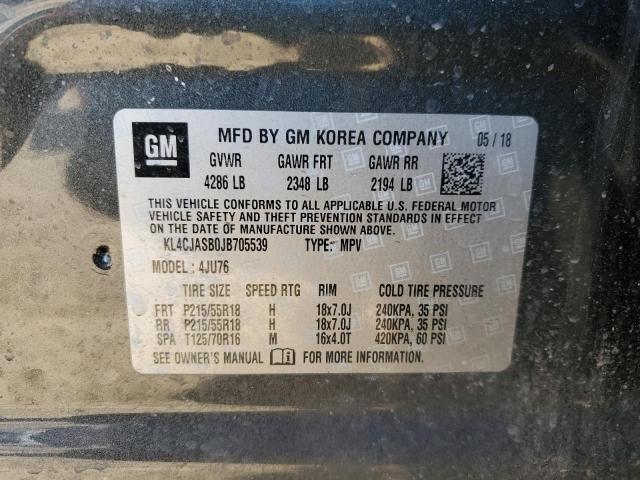 GM MFD BY GM KOREA COMPANY 05 / 18
GVWR GAWR FRT GAWR RR
4286 LB 2348 LB 2194 LB
THIS VEHICLE CONFORMS TO ALL APPLICABLE U.S. FEDERAL MOTOR
VEHICLE SAFETY AND THEFT PREVENTION STANDARDS IN EFFECT
ON THE DATE OF MANUFACTURE SHOWN ABOVE.
KL4CJASB0JB705539 TYPE: MPV
MODEL: 4JU76
TIRE SIZE SPEED RTG RIM COLD TIRE PRESSURE
FRT P215/55R18 H 18x7.0J 240KPA, 35 PSI
RR P215/55R18 H 18x7.0J 240KPA, 35 PSI
SPA T125/70R16 M 16x4.0T 420KPA, 60 PSI
SEE OWNER'S MANUAL i FOR MORE INFORMATION.